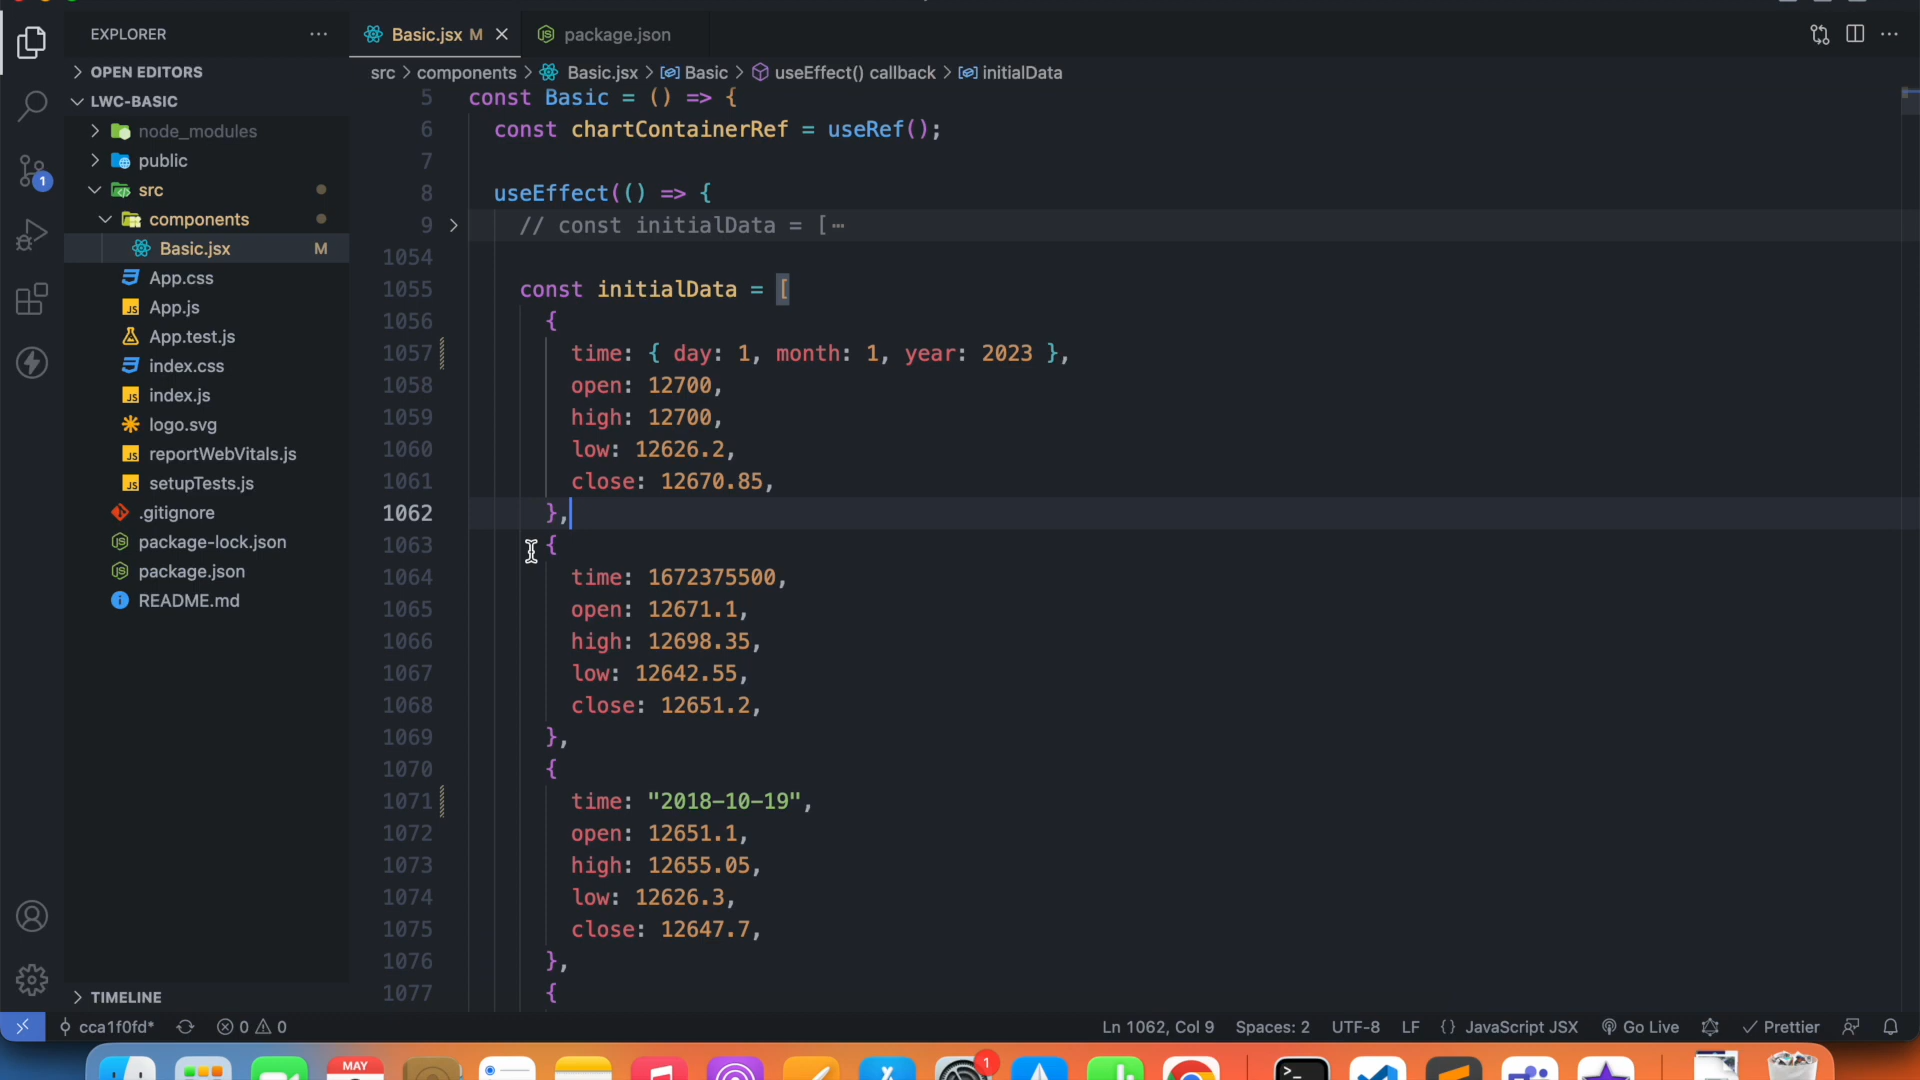 EXPLORER
OPEN EDITORS
LWC-BASIC
node_modules
public
src
components
Basic.jsx M
App.css
App.js
App.test.js
index.css
index.js
logo.svg
reportWebVitals.js
setupTests.js
.gitignore
package-lock.json
package.json
README.md
TIMELINE
1
Basic.jsx M
package.json
src > components > Basic.jsx > Basic > useEffect() callback > initialData
5 const Basic = () => {
6 const chartContainerRef = useRef();
7
8 useEffect(() => {
9 // const initialData = [⋯
1054
1055 const initialData = [
1056 {
1057 time: { day: 1, month: 1, year: 2023 },
1058 open: 12700,
1059 high: 12700,
1060 low: 12626.2,
1061 close: 12670.85,
1062 },
1063 {
1064 time: 1672375500,
1065 open: 12671.1,
1066 high: 12698.35,
1067 low: 12642.55,
1068 close: 12651.2,
1069 },
1070 {
1071 time: "2018-10-19",
1072 open: 12651.1,
1073 high: 12655.05,
1074 low: 12626.3,
1075 close: 12647.7,
1076 },
1077 {
cca1f0fd* 0 0 Ln 1062, Col 9 Spaces: 2 UTF-8 LF {} JavaScript JSX Go Live Prettier
MAY
1